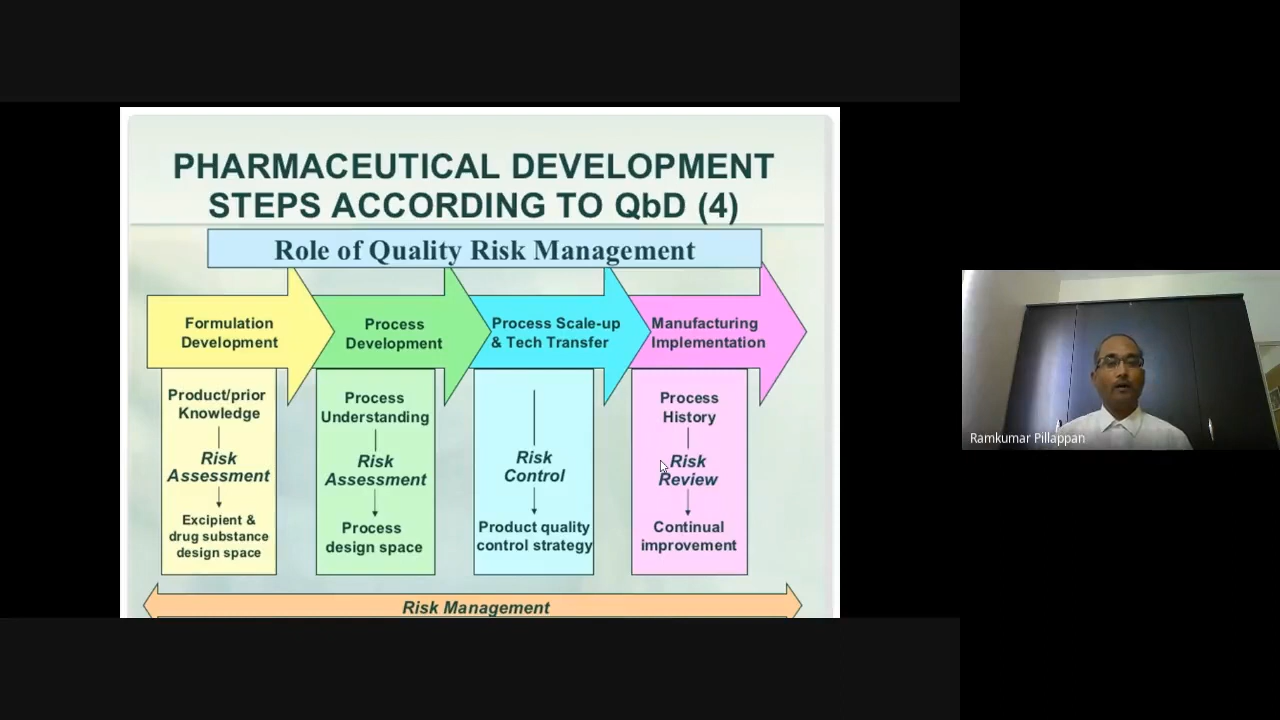 PHARMACEUTICAL DEVELOPMENT
STEPS ACCORDING TO QbD (4)
Role of Quality Risk Management
Formulation
Development
Process
Development
Process Scale-up
& Tech Transfer
Manufacturing
Implementation
Product/prior
Knowledge
Risk
Assessment
Excipient &
drug substance
design space
Process
Understanding
Risk
Assessment
Process
design space
Risk
Control
Product quality
control strategy
Process
History
Risk
Review
Continual
improvement
Risk Management
Ramkumar Pillappan